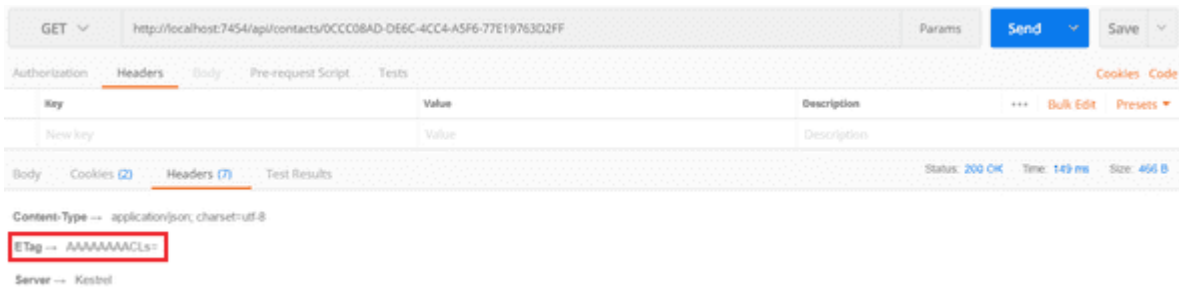 GET http://localhost:7454/api/contacts/0CCC08AD-DE6C-4CC4-A5F6-77E19763D2FF Params Send Save
Authorization Headers Body Pre-request Script Tests Cookies Code
Key Value Description ••• Bulk Edit Presets
New key Value Description
Body Cookies (2) Headers (7) Test Results Status: 200 OK Time: 149 ms Size: 466 B
Content-Type → application/json; charset=utf-8
ETag → AAAAAAAACLs=
Server → Kestrel